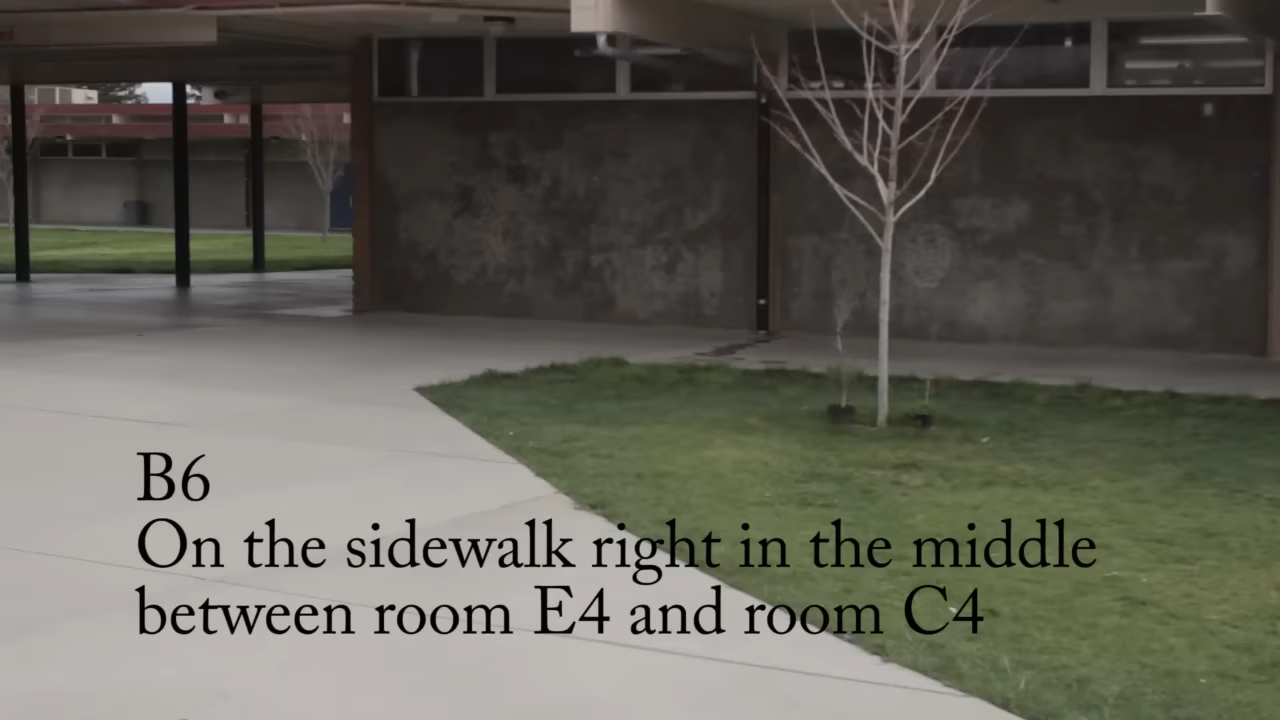 B6
On the sidewalk right in the middle
between room E4 and room C4